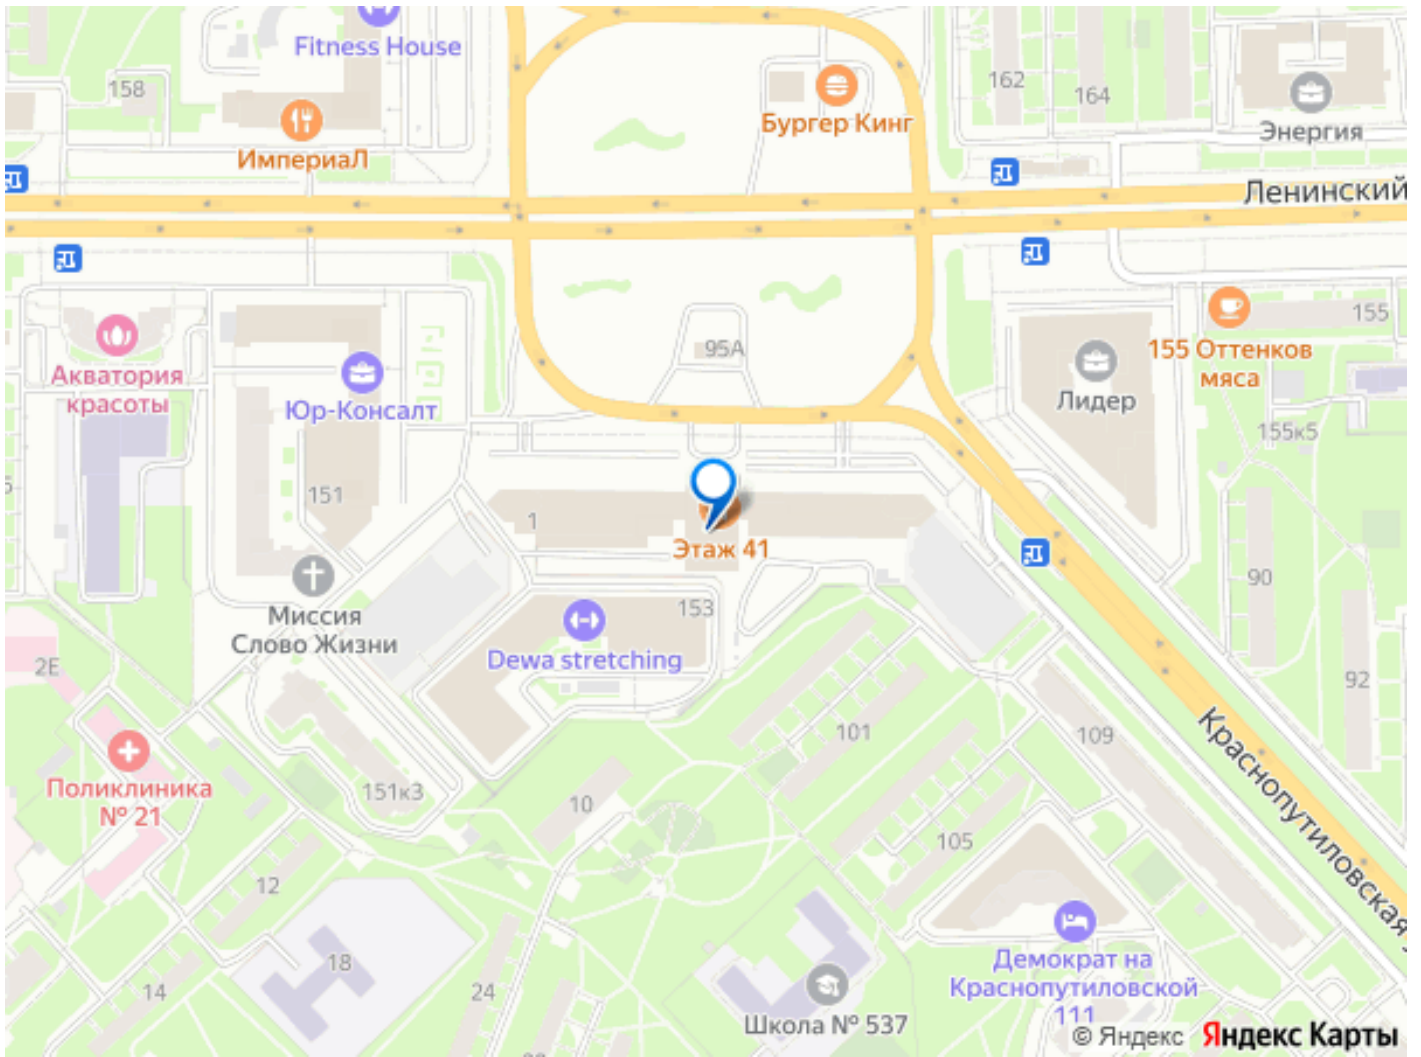 Fitness House
158
ИмпериаЛ
Бургер Кинг
162
164
Энергия
Ленинский
Акватория
красоты
Юр-Консалт
95А
155
155 Оттенков
мяса
Лидер
155к5
151
1
Этаж 41
90
Миссия
Слово Жизни
153
Dewa stretching
2Е
92
101
109
Краснопутиловская
Поликлиника
№ 21
151к3
10
105
12
18
14
24
Школа № 537
Демократ на
Краснопутиловской
111
© Яндекс Яндекс Карты